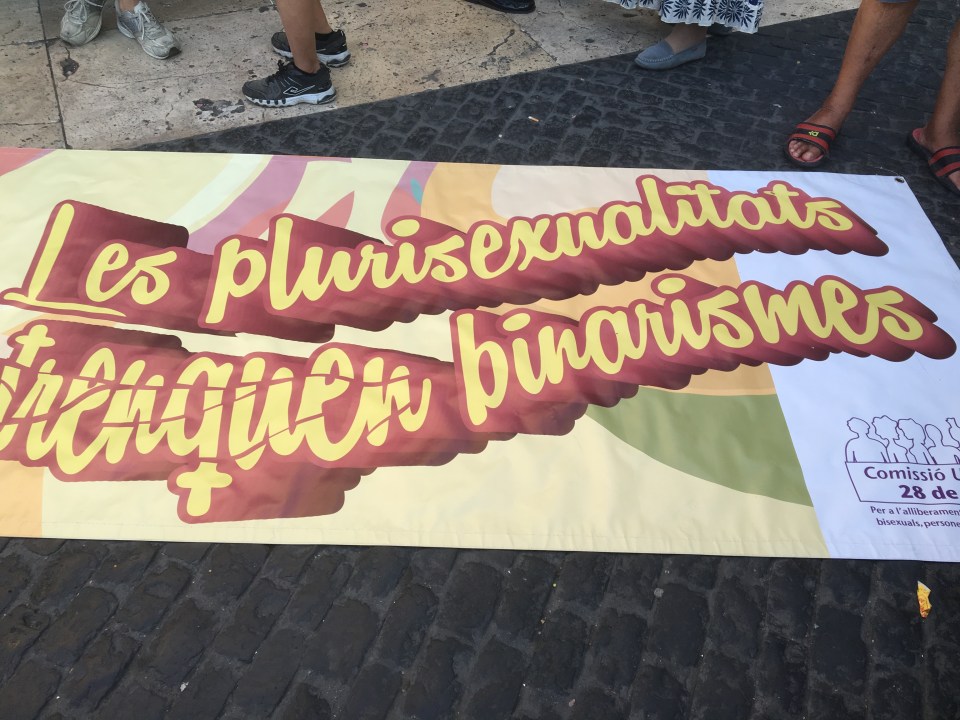 Les plurisexualitats
trenquen binarismes
Comissió U
28 de
Per a l'alliberament
bisexuals, persone